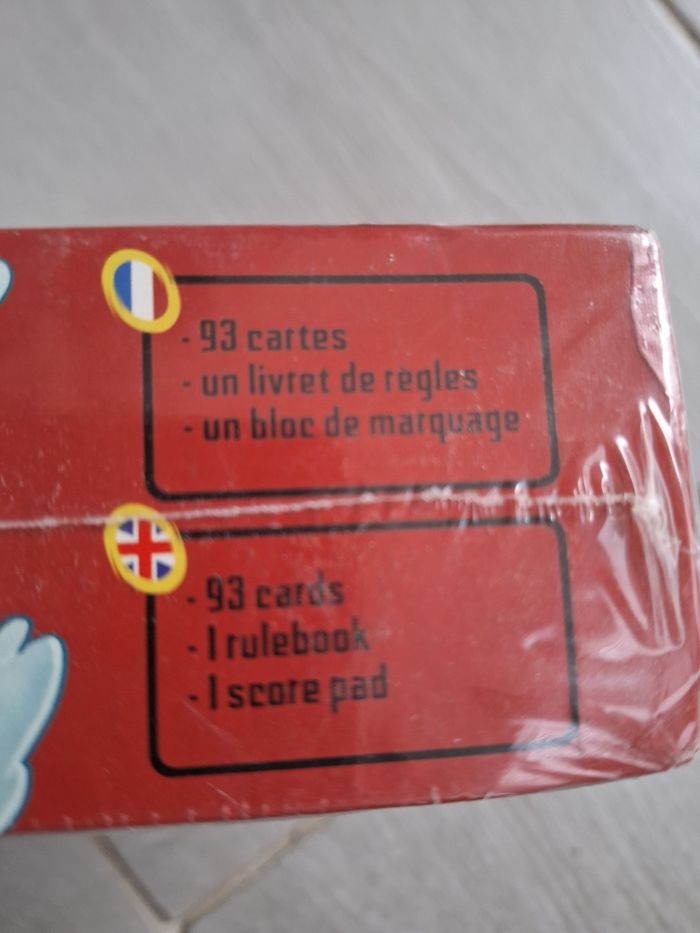 - 93 cartes
- un livret de règles
- un bloc de marquage
- 93 cards
- 1 rulebook
- 1 score pad